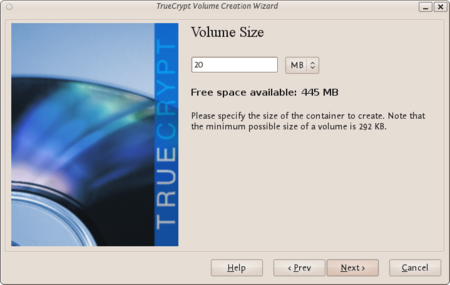 TrueCrypt Volume Creation Wizard
TRUECRYPT
Volume Size
20
MB
Free space available: 445 MB
Please specify the size of the container to create. Note that
the minimum possible size of a volume is 292 KB.
Help
< Prev
Next >
Cancel